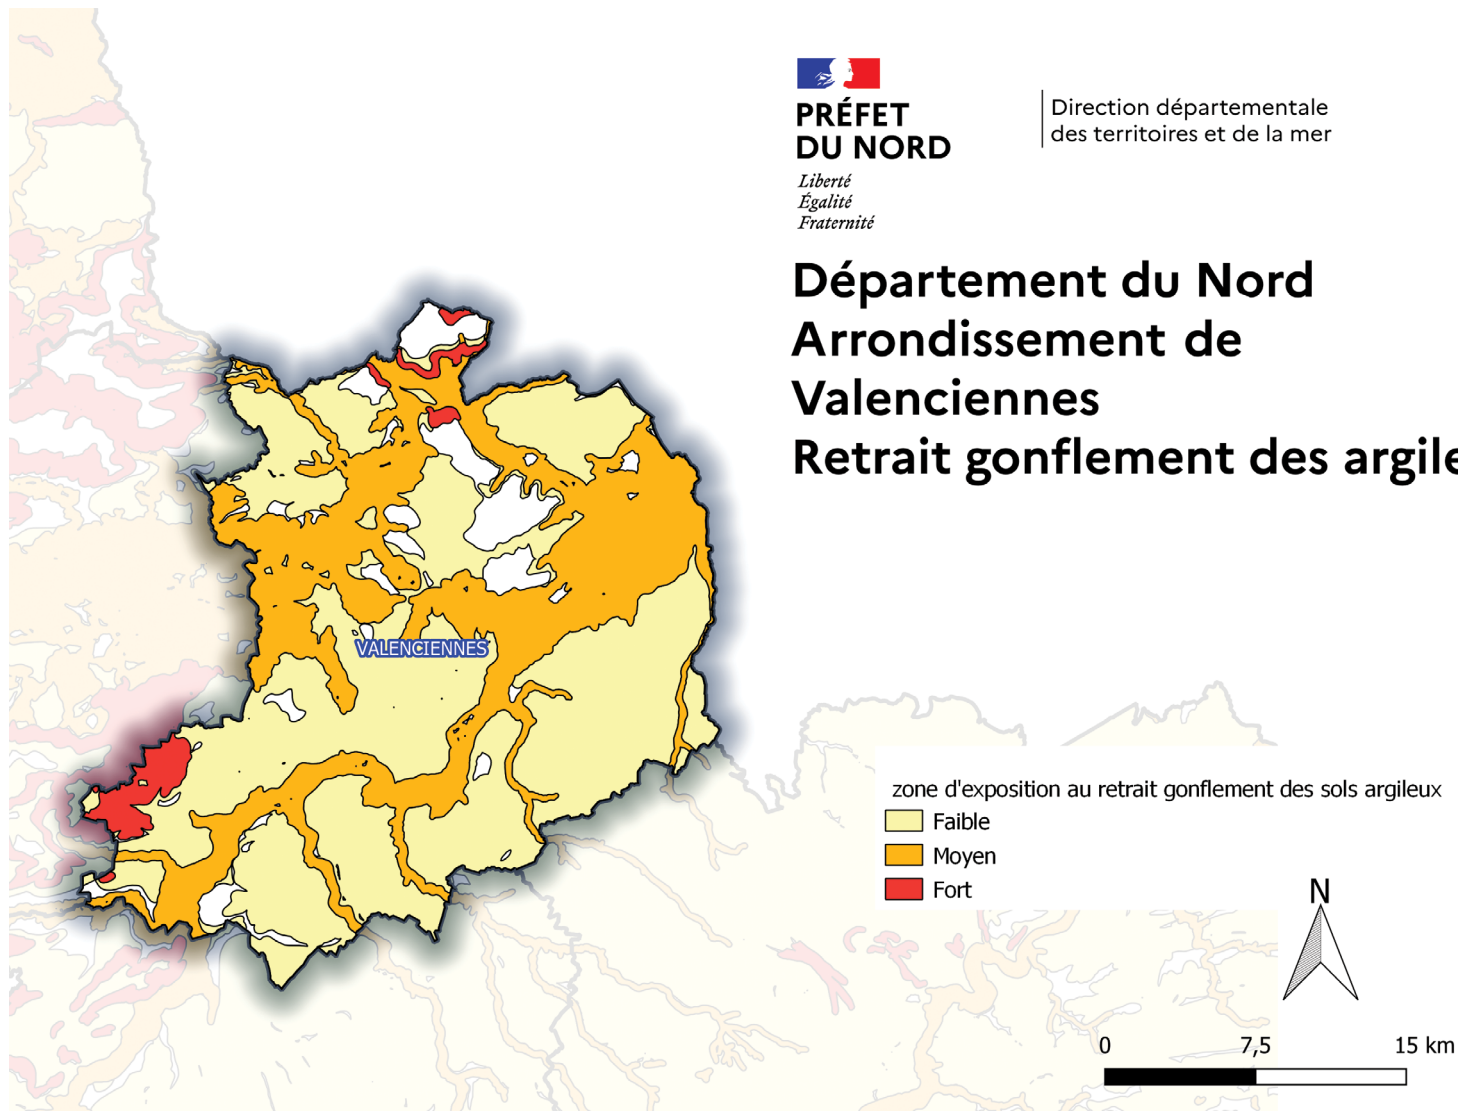 PRÉFET
DU NORD
Liberté
Égalité
Fraternité
Direction départementale
des territoires et de la mer
Département du Nord
Arrondissement de
Valenciennes
Retrait gonflement des argile
VALENCIENNES
zone d'exposition au retrait gonflement des sols argileux
Faible
Moyen
Fort
N
0 7,5 15 km